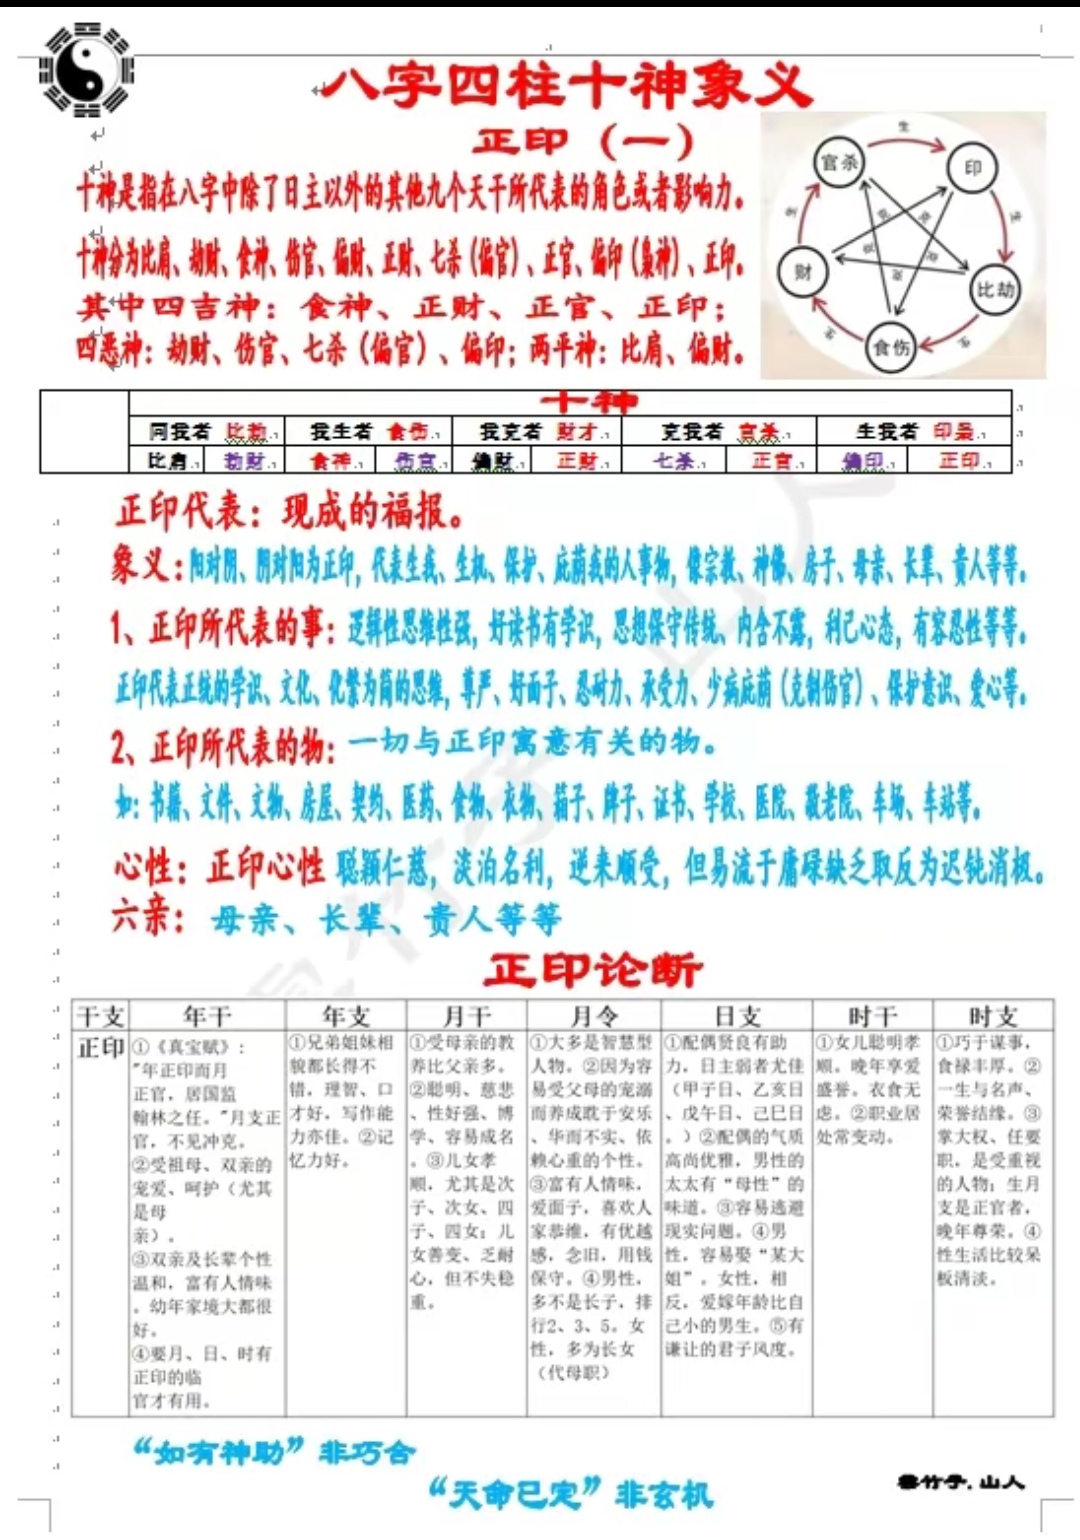 八字四柱十神象义
正印（一）
十神是指在八字中除了日主以外的其他九个天干所代表的角色或者影响力。
十神分为比肩、劫财、食神、伤官、偏财、正财、七杀（偏官）、正官、偏印（枭神）、正印。
其中四吉神：食神、正财、正官、正印；
四恶神：劫财、伤官、七杀（偏官）、偏印；两平神：比肩、偏财。
官杀 生 印
生 克 克 生
财 克 克 克 比劫
生 食伤 生
十神
同我者 比劫 我生者 食伤 我克者 财才 克我者 官杀 生我者 印枭
比肩 劫财 食神 伤官 偏财 正财 七杀 正官 偏印 正印
正印代表：现成的福报。
象义：阳对阴、阴对阳为正印，代表生我、生机、保护、庇荫我的人事物，像宗教、神佛、房子、母亲、长辈、贵人等等。
1、正印所代表的事：逻辑性思维性强，好读书有学识，思想保守传统、内含不露，利己心态，有容忍性等等。
正印代表正统的学识、文化、化繁为简的思维，尊严、好面子、忍耐力、承受力、少病庇荫（克制伤官）、保护意识、爱心等。
2、正印所代表的物：一切与正印寓意有关的物。
如：书籍、文件、文物、房屋、契约、医药、食物、衣物、箱子、牌子、证书、学校、医院、敬老院、车场、车站等。
心性：正印心性 聪颖仁慈，淡泊名利，逆来顺受，但易流于庸碌缺乏取反为迟钝消极。
六亲：母亲、长辈、贵人等等
正印论断
干支 年干 年支 月干 月令 日支 时干 时支
正印
①《真宝赋》：
"年正印而月
正官，居国监
翰林之任。"月支正
官，不见冲克。
②受祖母、双亲的
宠爱、呵护（尤其
是母
亲）。
③双亲及长辈个性
温和，富有人情味
。幼年家境大都很
好。
④要月、日、时有
正印的临
官才有用。
①兄弟姐妹相
貌都长得不
错，理智、口
才好，写作能
力亦佳。②记
忆力好。
①受母亲的教
养比父亲多。
②聪明、慈悲
、性好强、博
学、容易成名
。③儿女孝
顺，尤其是次
子、次女、四
子、四女；儿
女善变、乏耐
心，但不失稳
重。
①大多是智慧型
人物。②因为容
易受父母的宠溺
而养成耽于安乐
、华而不实、依
赖心重的个性。
③富有人情味，
爱面子，喜欢人
家恭维，有优越
感，念旧，用钱
保守。④男性，
多不是长子，排
行2、3、5。女
性，多为长女
（代母职）
①配偶贤良有助
力，日主弱者尤佳
（甲子日、乙亥日
、戊午日、己巳日
。）②配偶的气质
高尚优雅，男性的
太太有“母性”的
味道。③容易逃避
现实问题。④男
性，容易娶“某大
姐”。女性，相
反，爱嫁年龄比自
己小的男生。⑤有
谦让的君子风度。
①女儿聪明孝
顺。晚年享爱
盛誉。衣食无
虑。②职业居
处常变动。
①巧于谋事，
食禄丰厚。②
一生与名声、
荣誉结缘。③
掌大权、任要
职，是受重视
的人物；生月
支是正官者，
晚年尊荣。④
性生活比较呆
板清淡。
“如有神助”非巧合
“天命已定”非玄机
竹子.山人